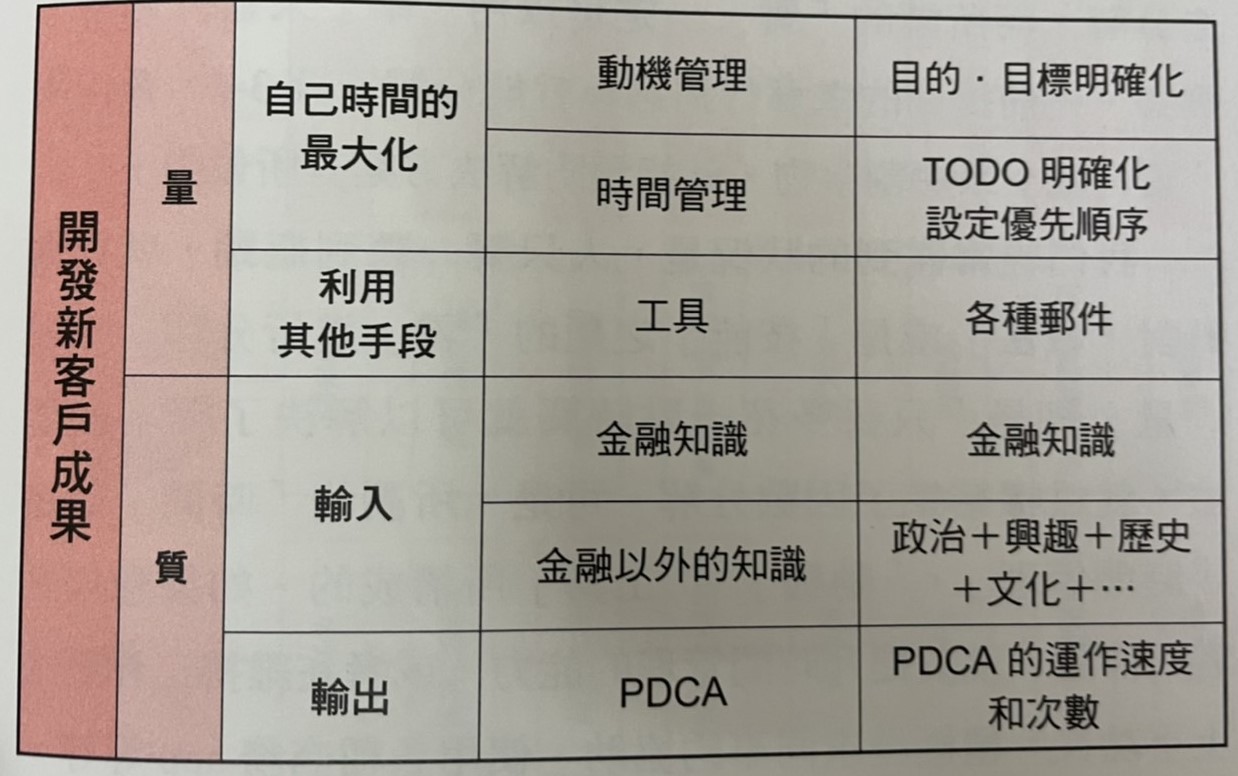 開發新客戶成果
量
自己時間的
最大化
動機管理
目的・目標明確化
時間管理
TODO 明確化
設定優先順序
利用
其他手段
工具
各種郵件
質
輸入
金融知識
金融知識
金融以外的知識
政治＋興趣＋歷史
＋文化＋…
輸出
PDCA
PDCA 的運作速度
和次數